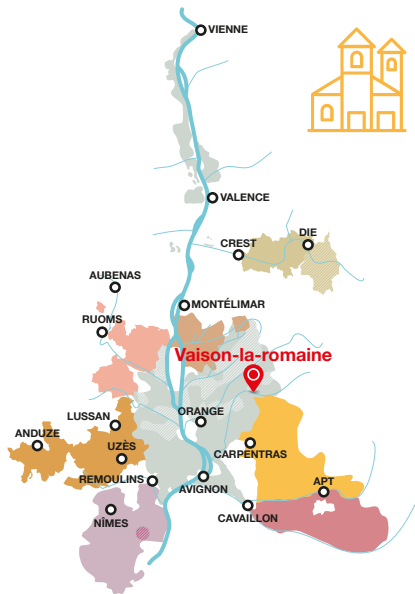 VIENNE
VALENCE
DIE
CREST
AUBENAS
MONTÉLIMAR
RUOMS
Vaison-la-romaine
ORANGE
LUSSAN
ANDUZE
UZÈS
CARPENTRAS
REMOULINS
AVIGNON
APT
NÎMES
CAVAILLON